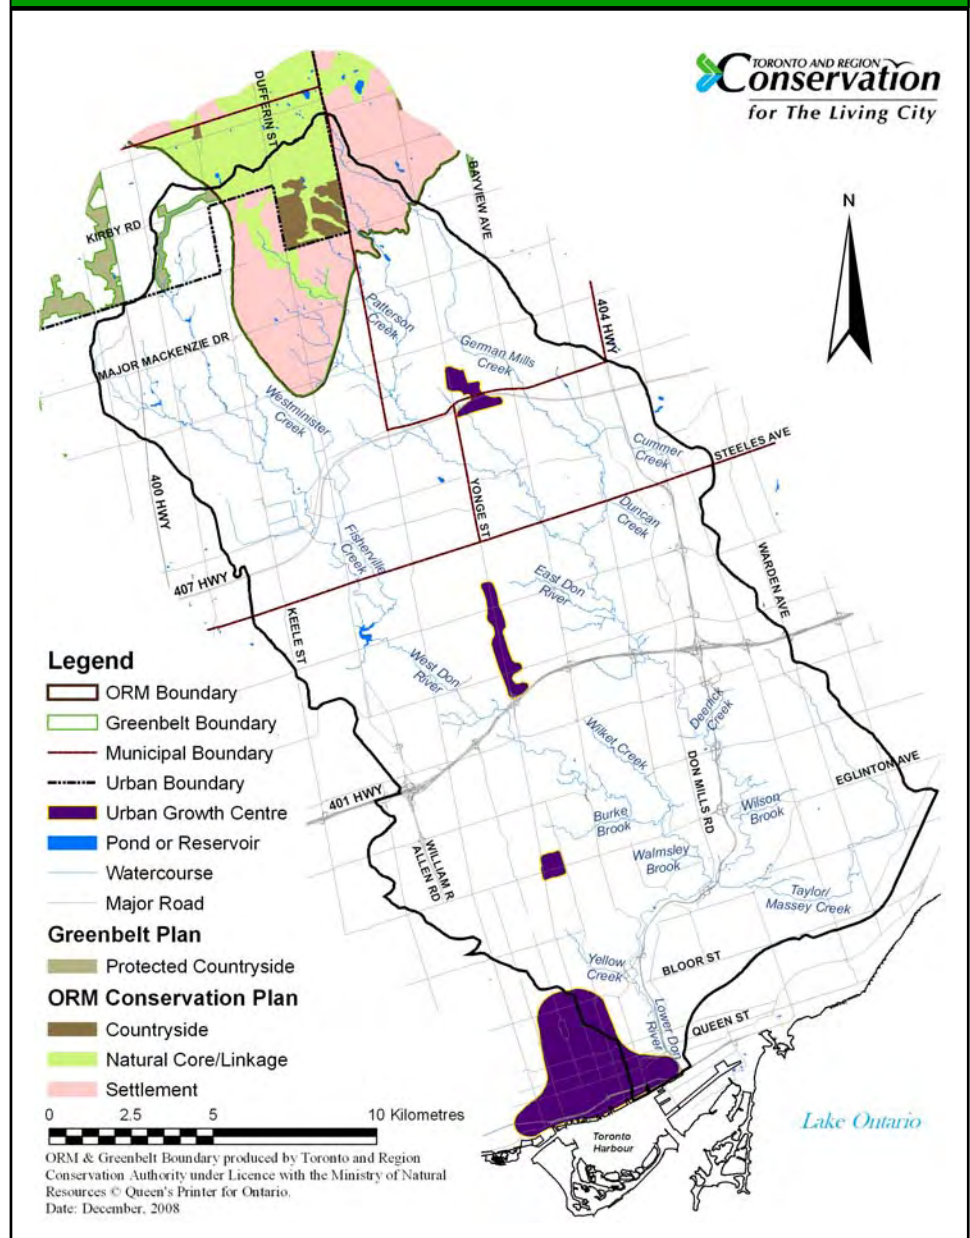 TORONTO AND REGION
Conservation
for The Living City
N
DUFFERIN ST
BAYVIEW AVE
KIRBY RD
404 HWY
Patterson
Creek
German Mills
Creek
MAJOR MACKENZIE DR
Westminister
Creek
Cummer
Creek
STEELES AVE
400 HWY
YONGE ST
Duncan
Creek
Fisherville
Creek
407 HWY
East Don
River
WARDEN AVE
KEELE ST
West Don
River
Deerlick
Creek
Wilket Creek
DON MILLS RD
EGLINTON AVE
401 HWY
Burke
Brook
Wilson
Brook
WILLIAM R
ALLEN RD
Walmsley
Brook
Taylor/
Massey Creek
Yellow
Creek
BLOOR ST
Lower Don
River
QUEEN ST
Toronto
Harbour
Lake Ontario
Legend
ORM Boundary
Greenbelt Boundary
Municipal Boundary
Urban Boundary
Urban Growth Centre
Pond or Reservoir
Watercourse
Major Road
Greenbelt Plan
Protected Countryside
ORM Conservation Plan
Countryside
Natural Core/Linkage
Settlement
0 2.5 5 10 Kilometres
ORM & Greenbelt Boundary produced by Toronto and Region
Conservation Authority under Licence with the Ministry of Natural
Resources © Queen's Printer for Ontario.
Date: December, 2008